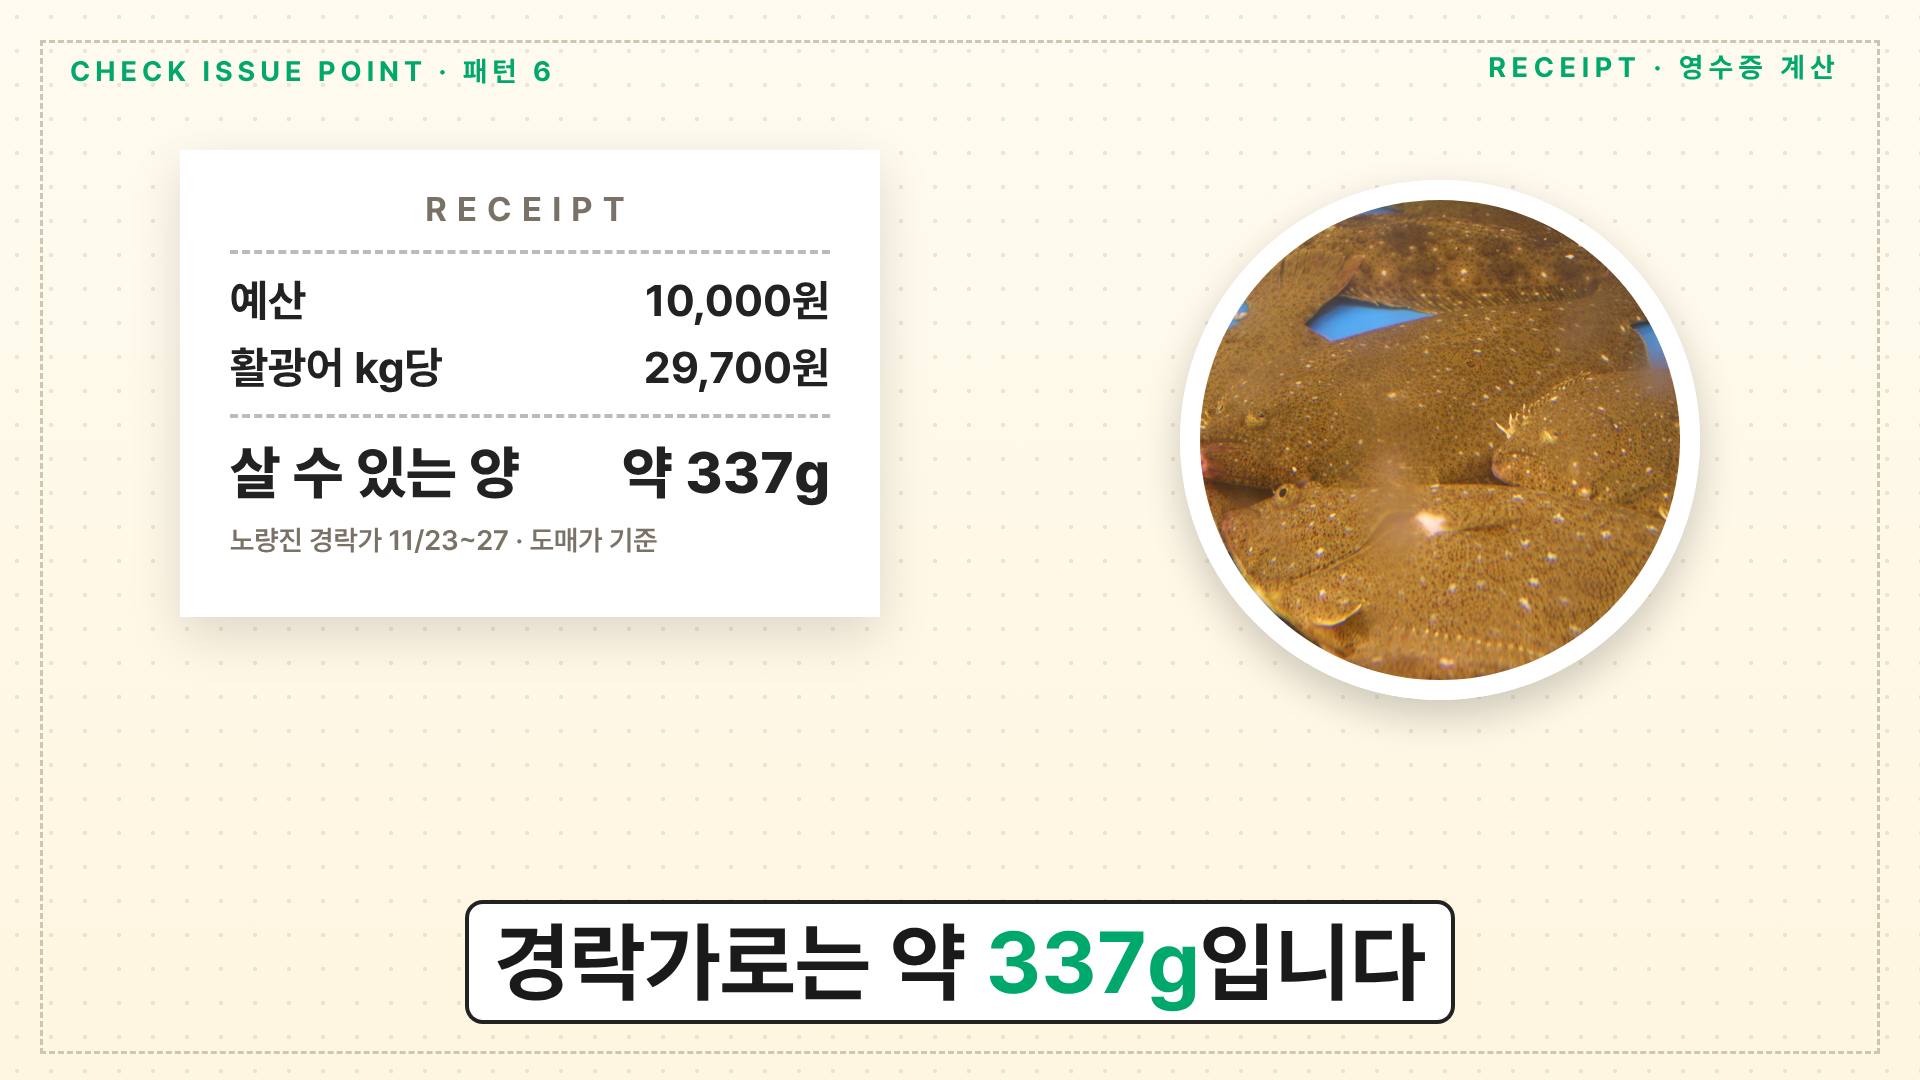 CHECK ISSUE POINT · 패턴 6
RECEIPT · 영수증 계산
RECEIPT
예산 10,000원
활광어 kg당 29,700원
살 수 있는 양 약 337g
노량진 경락가 11/23~27 · 도매가 기준
경락가로는 약 337g입니다